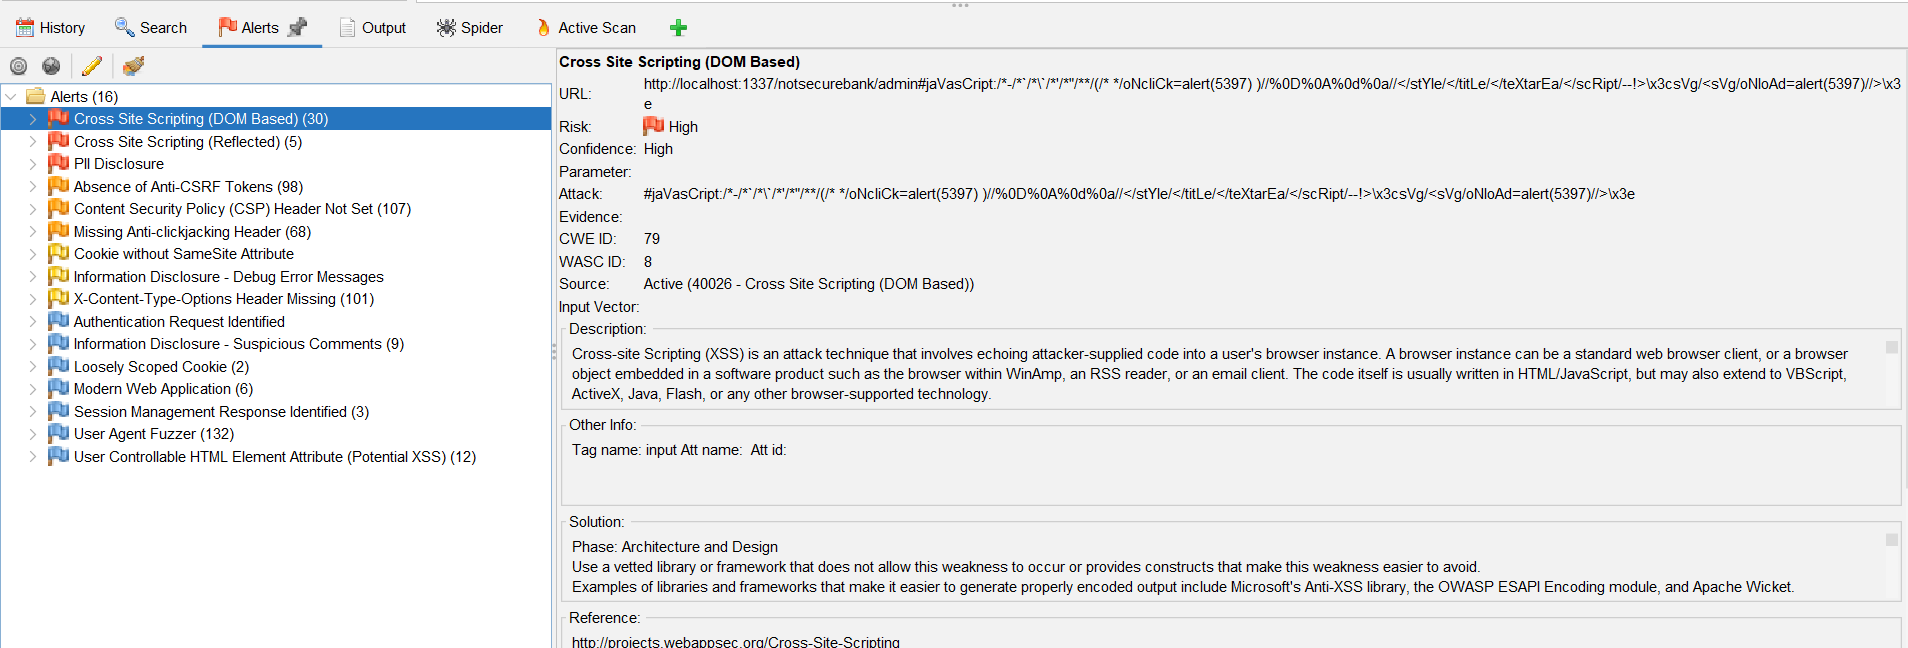 History Search Alerts Output Spider Active Scan
Alerts (16)
Cross Site Scripting (DOM Based) (30)
Cross Site Scripting (Reflected) (5)
PII Disclosure
Absence of Anti-CSRF Tokens (98)
Content Security Policy (CSP) Header Not Set (107)
Missing Anti-clickjacking Header (68)
Cookie without SameSite Attribute
Information Disclosure - Debug Error Messages
X-Content-Type-Options Header Missing (101)
Authentication Request Identified
Information Disclosure - Suspicious Comments (9)
Loosely Scoped Cookie (2)
Modern Web Application (6)
Session Management Response Identified (3)
User Agent Fuzzer (132)
User Controllable HTML Element Attribute (Potential XSS) (12)
Cross Site Scripting (DOM Based)
URL: http://localhost:1337/notsecurebank/admin#jaVasCript:/*-/*`/*\`/*'/*"/**/(/* */oNcliCk=alert(5397) )//%0D%0A%0d%0a//</stYle/</titLe/</teXtarEa/</scRipt/--!>\x3csVg/<sVg/oNloAd=alert(5397)//>\x3
e
Risk: High
Confidence: High
Parameter:
Attack: #jaVasCript:/*-/*`/*\`/*'/*"/**/(/* */oNcliCk=alert(5397) )//%0D%0A%0d%0a//</stYle/</titLe/</teXtarEa/</scRipt/--!>\x3csVg/<sVg/oNloAd=alert(5397)//>\x3e
Evidence:
CWE ID: 79
WASC ID: 8
Source: Active (40026 - Cross Site Scripting (DOM Based))
Input Vector:
Description:
Cross-site Scripting (XSS) is an attack technique that involves echoing attacker-supplied code into a user's browser instance. A browser instance can be a standard web browser client, or a browser
object embedded in a software product such as the browser within WinAmp, an RSS reader, or an email client. The code itself is usually written in HTML/JavaScript, but may also extend to VBScript,
ActiveX, Java, Flash, or any other browser-supported technology.
Other Info:
Tag name: input Att name:  Att id:
Solution:
Phase: Architecture and Design
Use a vetted library or framework that does not allow this weakness to occur or provides constructs that make this weakness easier to avoid.
Examples of libraries and frameworks that make it easier to generate properly encoded output include Microsoft's Anti-XSS library, the OWASP ESAPI Encoding module, and Apache Wicket.
Reference:
http://projects.webappsec.org/Cross-Site-Scripting